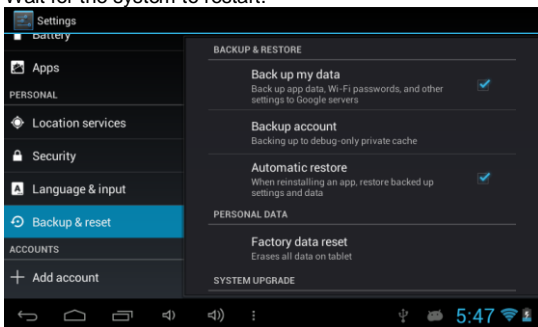 Wait for the system to restart.
Settings
Battery
Apps
PERSONAL
Location services
Security
Language & input
Backup & reset
ACCOUNTS
Add account
BACKUP & RESTORE
Back up my data
Back up app data, Wi-Fi passwords, and other
settings to Google servers
Backup account
Backing up to debug-only private cache
Automatic restore
When reinstalling an app, restore backed up
settings and data
PERSONAL DATA
Factory data reset
Erases all data on tablet
SYSTEM UPGRADE
5:47